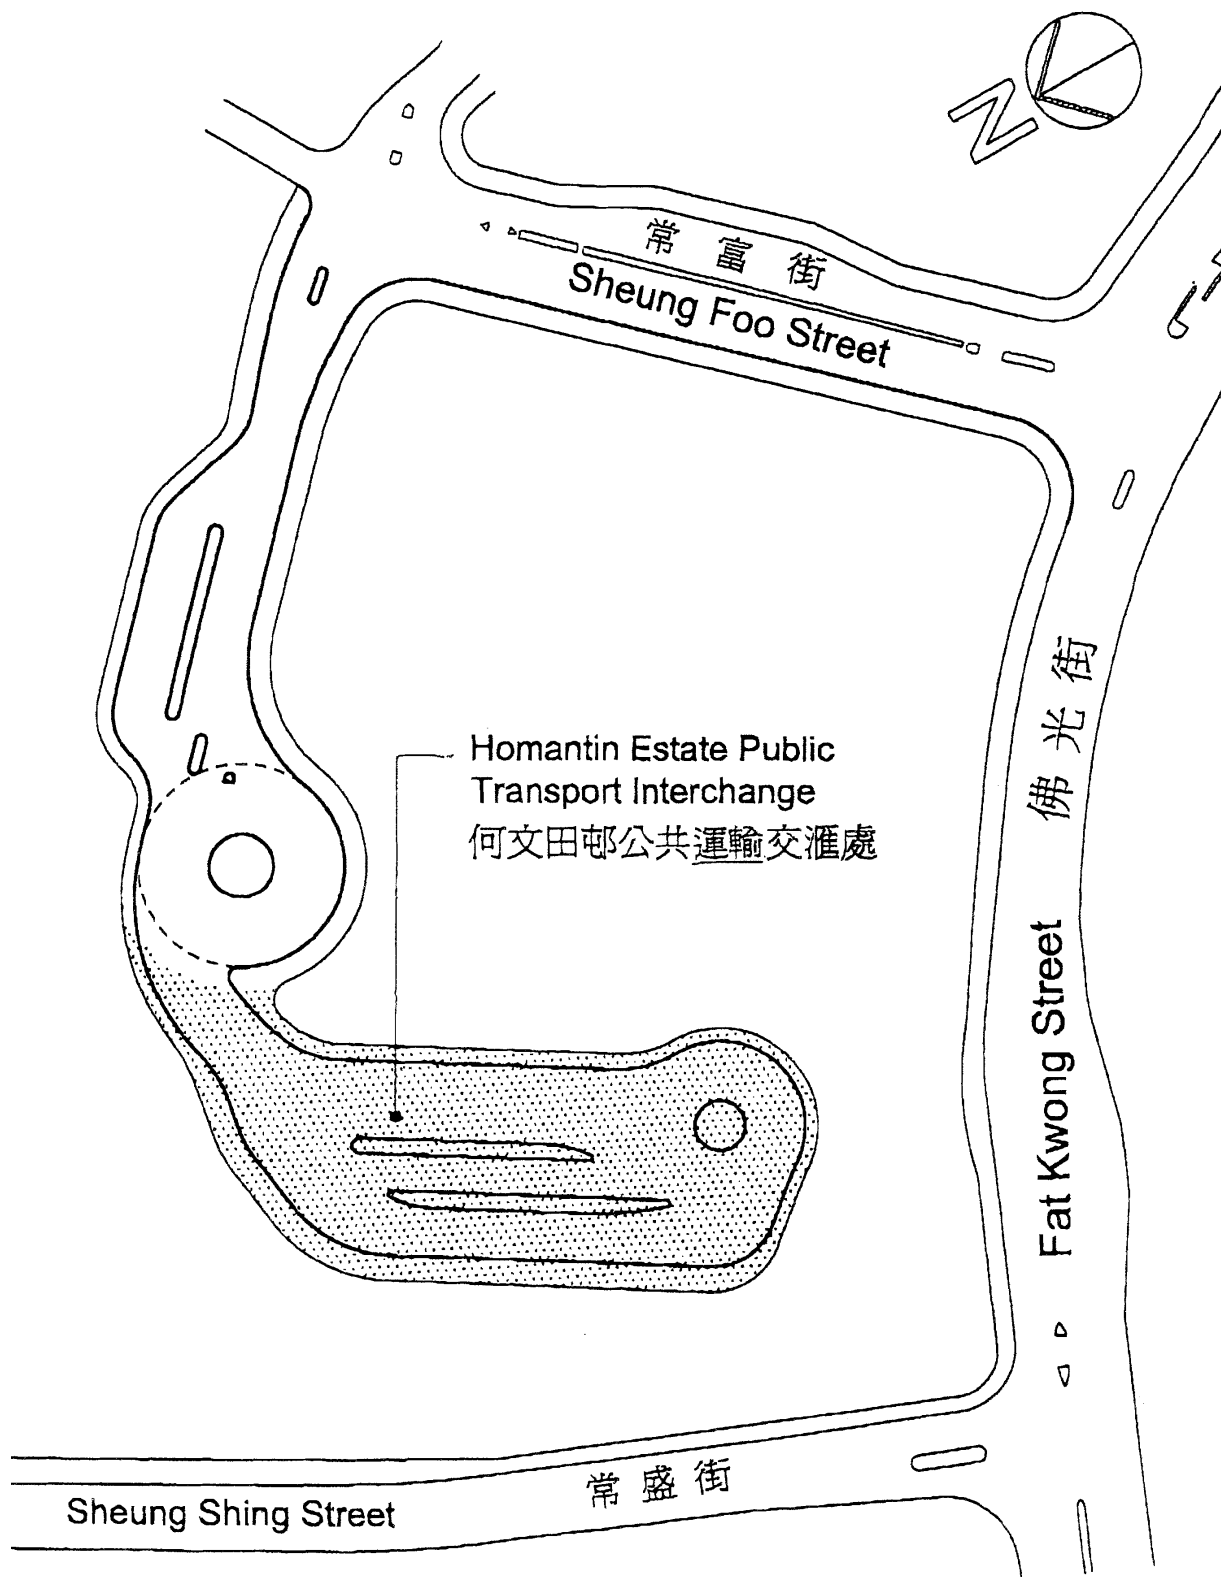 N
常富街
Sheung Foo Street
Homantin Estate Public
Transport Interchange
何文田邨公共運輸交滙處
佛光街
Fat Kwong Street
常盛街
Sheung Shing Street